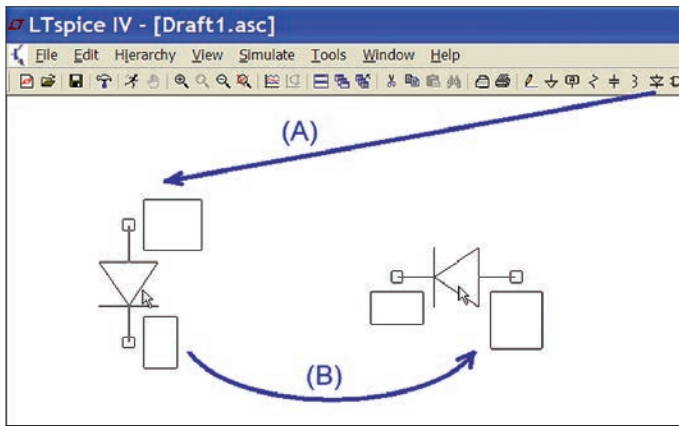 LTspice IV - [Draft1.asc]
File Edit Hierarchy View Simulate Tools Window Help
(A)
(B)